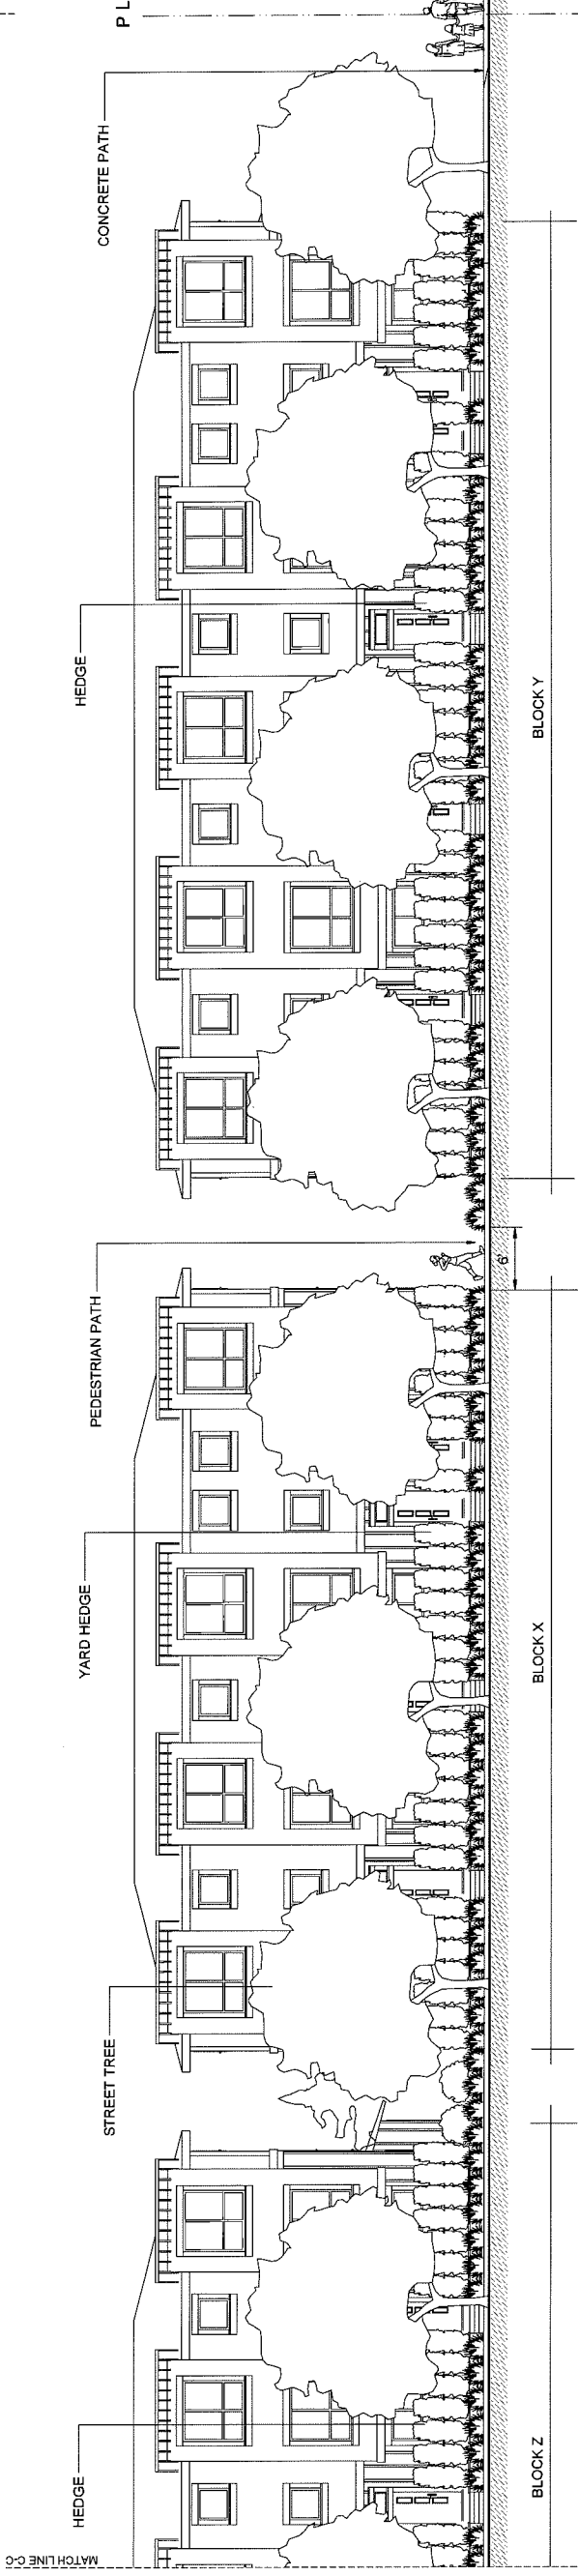 MATCH LINE C-C
HEDGE
STREET TREE
YARD HEDGE
PEDESTRIAN PATH
HEDGE
CONCRETE PATH
P L
6'
BLOCK Z
BLOCK X
BLOCK Y